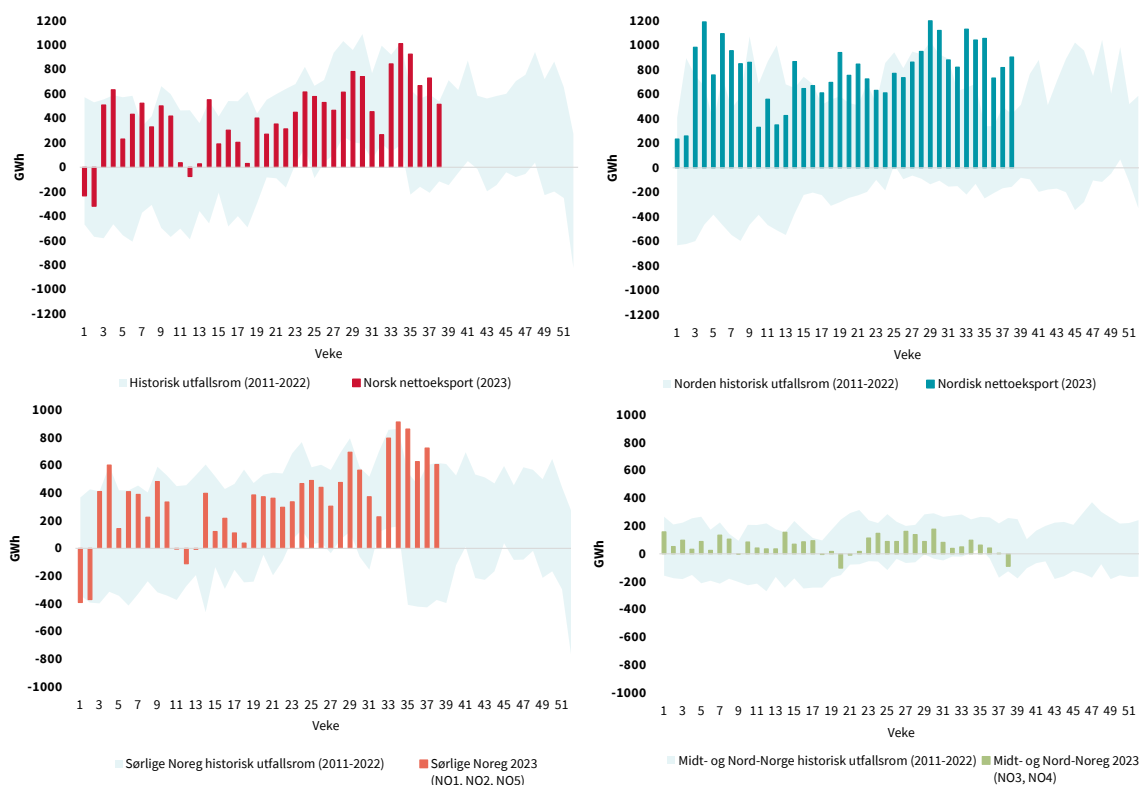 1200
1000
800
600
400
200
0
-200
-400
-600
-800
-1000
-1200
GWh
1 3 5 7 9 11 13 15 17 19 21 23 25 27 29 31 33 35 37 39 41 43 45 47 49 51
Veke
Historisk utfallsrom (2011-2022) Norsk nettoeksport (2023)
1200
1000
800
600
400
200
0
-200
-400
-600
-800
-1000
-1200
GWh
1 3 5 7 9 11 13 15 17 19 21 23 25 27 29 31 33 35 37 39 41 43 45 47 49 51
Veke
Norden historisk utfallsrom (2011-2022) Nordisk nettoeksport (2023)
1000
800
600
400
200
0
-200
-400
-600
-800
-1000
GWh
1 3 5 7 9 11 13 15 17 19 21 23 25 27 29 31 33 35 37 39 41 43 45 47 49 51
Veke
Sørlige Noreg historisk utfallsrom (2011-2022) Sørlige Noreg 2023
(NO1, NO2, NO5)
1000
800
600
400
200
0
-200
-400
-600
-800
-1000
GWh
1 3 5 7 9 11 13 15 17 19 21 23 25 27 29 31 33 35 37 39 41 43 45 47 49 51
Veke
Midt- og Nord-Norge historisk utfallsrom (2011-2022) Midt- og Nord-Noreg 2023
(NO3, NO4)